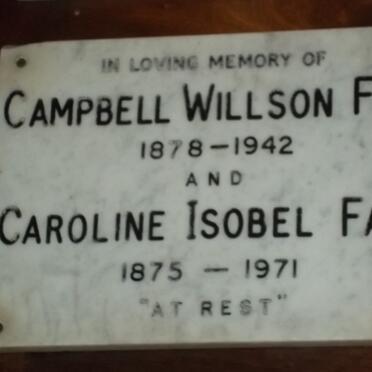 IN LOVING MEMORY OF
CAMPBELL WILLSON F
1878 – 1942
AND
CAROLINE ISOBEL FA
1875 – 1971
"AT REST"